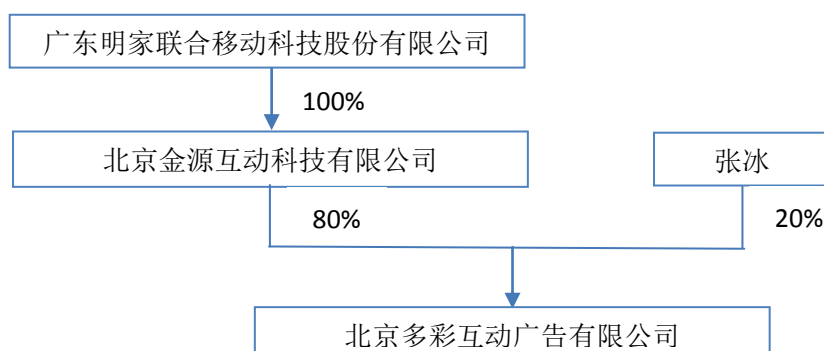 广东明家联合移动科技股份有限公司
100%
北京金源互动科技有限公司
张冰
80%
20%
北京多彩互动广告有限公司